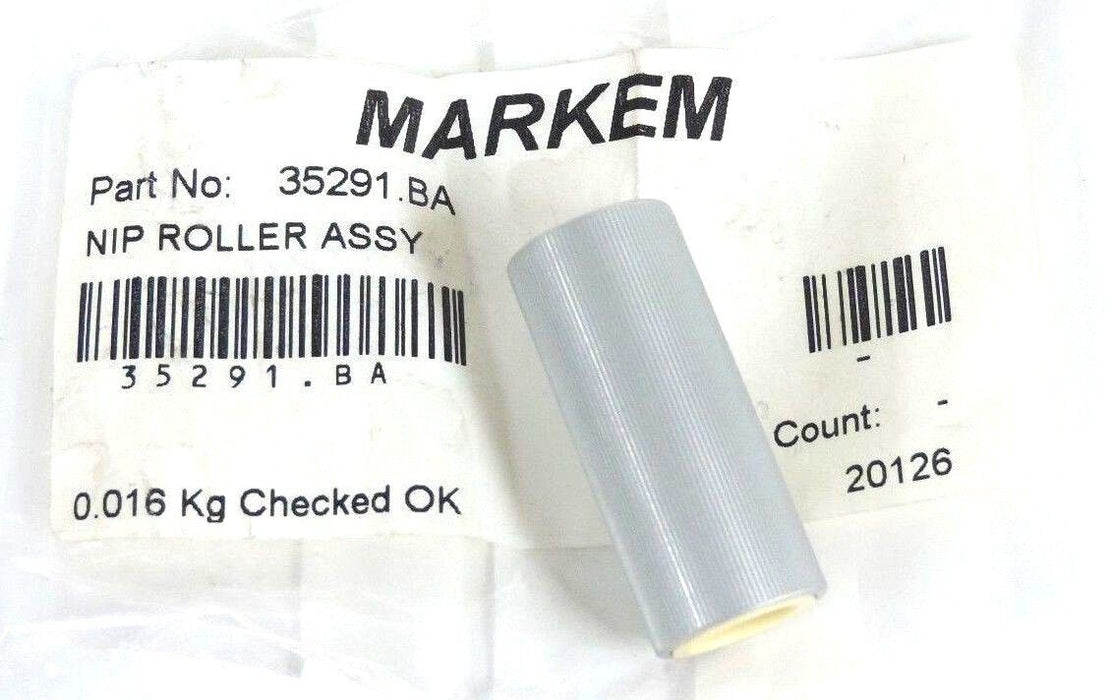 MARKEM
Part No: 35291.BA
NIP ROLLER ASSY
35291.BA
-
Count: -
20126
0.016 Kg Checked OK